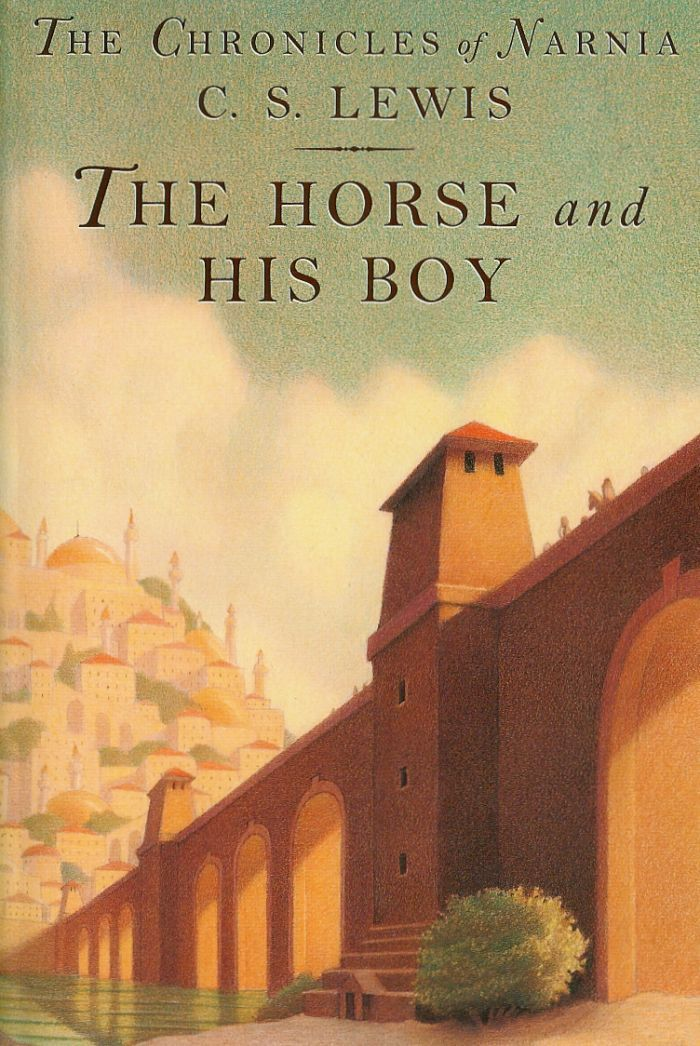 The Chronicles of Narnia
C. S. Lewis
The Horse and
His Boy